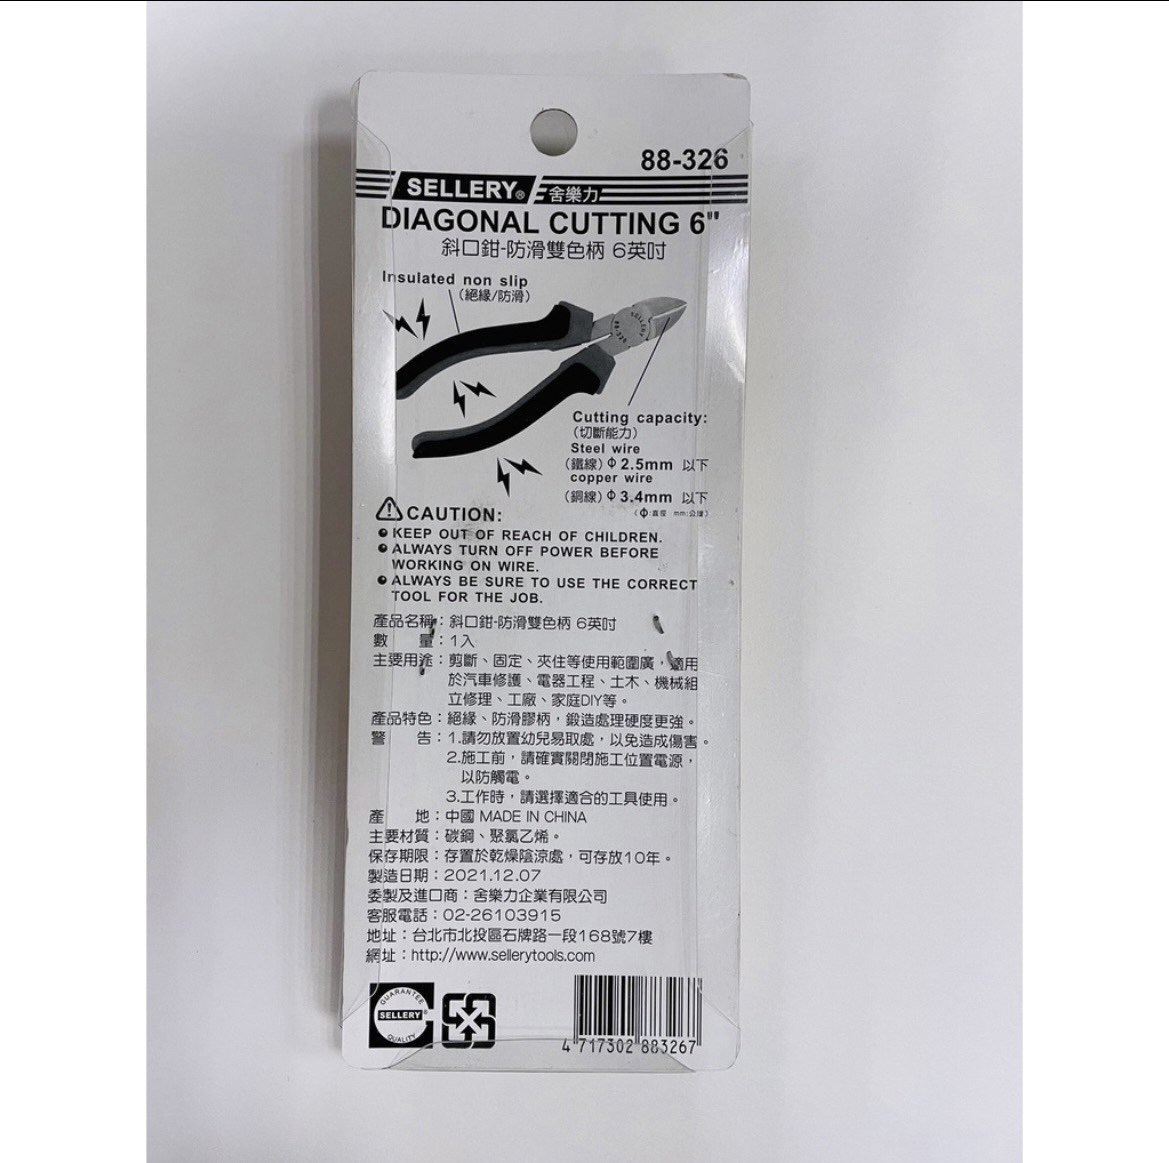 88-326
SELLERY® 舍樂力
DIAGONAL CUTTING 6"
斜口鉗-防滑雙色柄 6英吋
Insulated non slip
(絕緣/防滑)
SELLERY
88-326
Cutting capacity:
(切斷能力)
Steel wire
(鐵線) Φ 2.5mm 以下
copper wire
(銅線) Φ 3.4mm 以下
(Φ:直徑 mm:公厘)
CAUTION:
KEEP OUT OF REACH OF CHILDREN.
ALWAYS TURN OFF POWER BEFORE
WORKING ON WIRE.
ALWAYS BE SURE TO USE THE CORRECT
TOOL FOR THE JOB.
產品名稱：斜口鉗-防滑雙色柄 6英吋
數 量：1入
主要用途：剪斷、固定、夾住等使用範圍廣，適用
於汽車修護、電器工程、土木、機械組
立修理、工廠、家庭DIY等。
產品特色：絕緣、防滑膠柄，鍛造處理硬度更強。
警 告：1.請勿放置幼兒易取處，以免造成傷害。
2.施工前，請確實關閉施工位置電源，
以防觸電。
3.工作時，請選擇適合的工具使用。
產 地：中國 MADE IN CHINA
主要材質：碳鋼、聚氯乙烯。
保存期限：存置於乾燥陰涼處，可存放10年。
製造日期：2021.12.07
委製及進口商：舍樂力企業有限公司
客服電話：02-26103915
地址：台北市北投區石牌路一段168號7樓
網址：http://www.sellerytools.com
GUARANTEE
SELLERY®
QUALITY
4 717302 883267